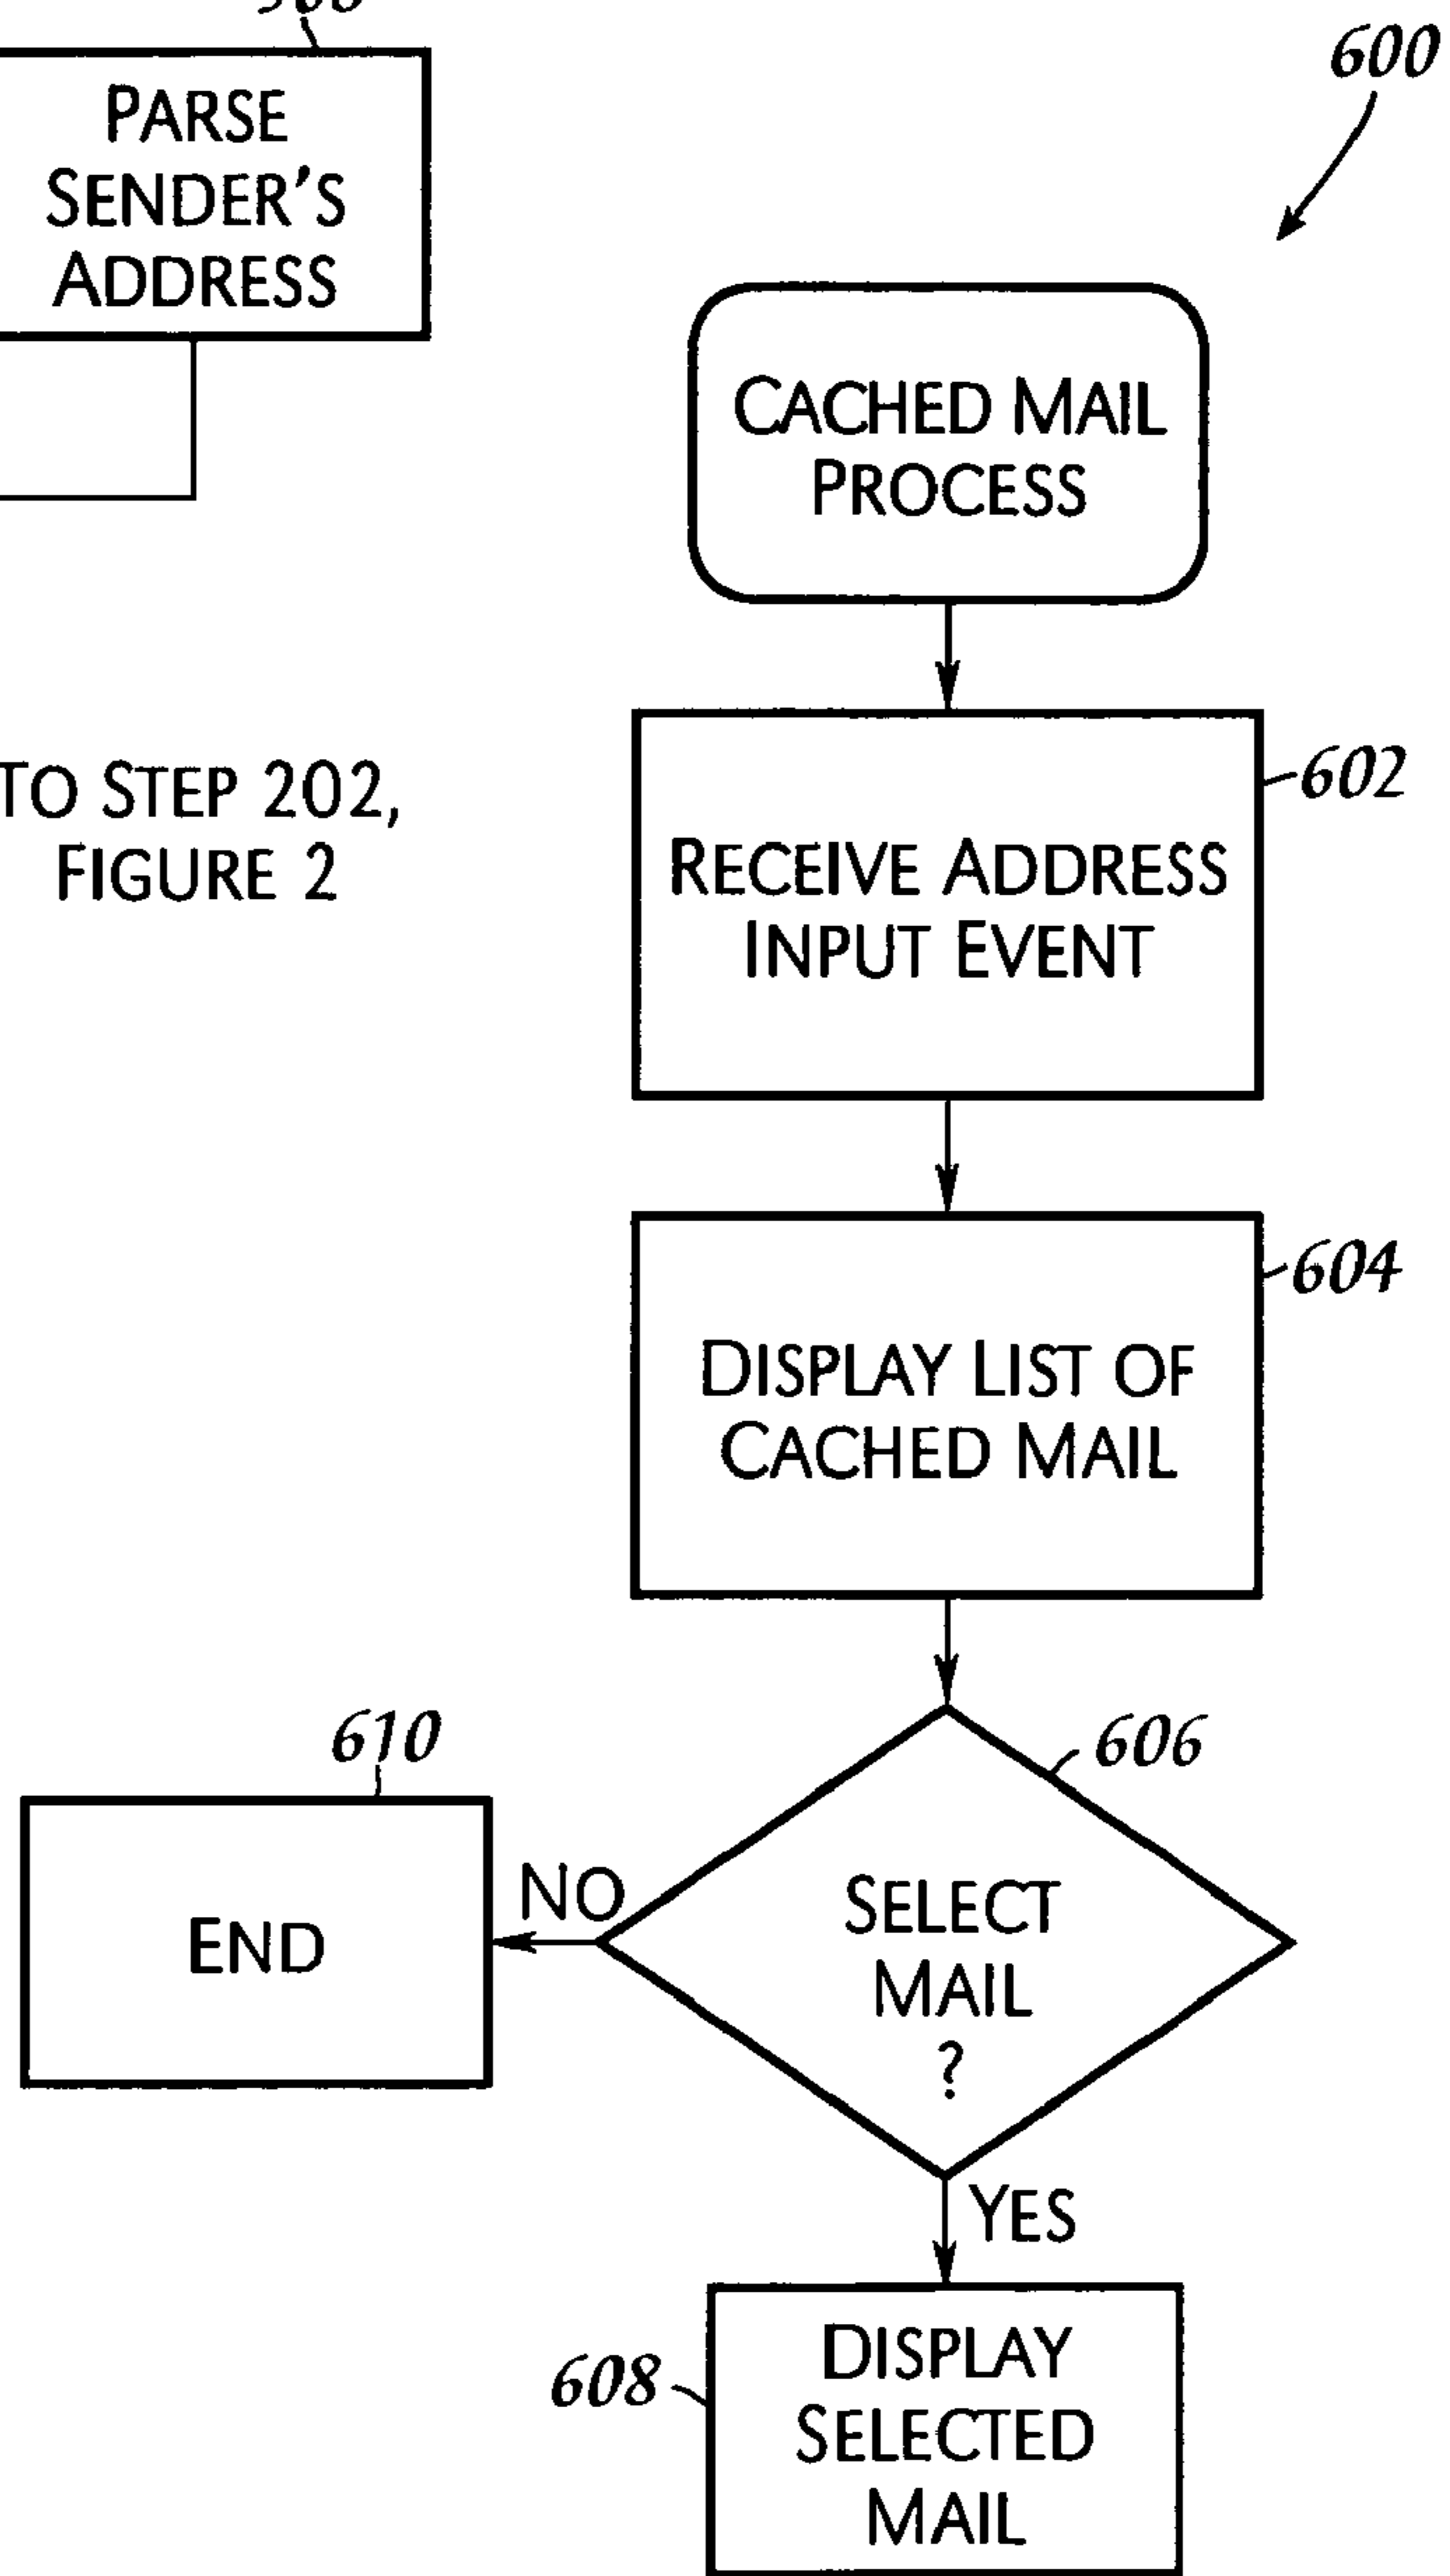 PARSE
SENDER'S
ADDRESS
TO STEP 202,
FIGURE 2
600
CACHED MAIL
PROCESS
602
RECEIVE ADDRESS
INPUT EVENT
604
DISPLAY LIST OF
CACHED MAIL
606
SELECT
MAIL
?
NO
610
END
YES
608
DISPLAY
SELECTED
MAIL